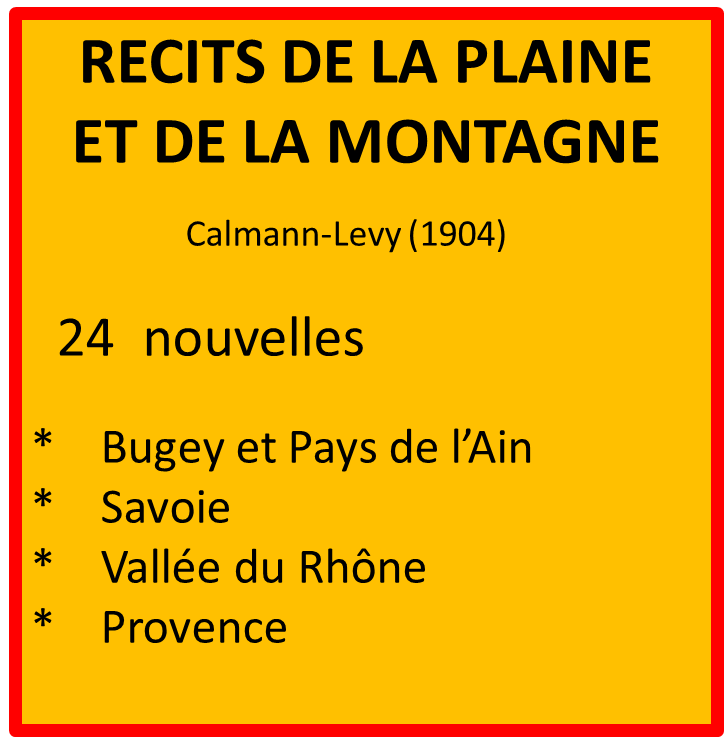 RECITS DE LA PLAINE
ET DE LA MONTAGNE
Calmann-Levy (1904)
24 nouvelles
* Bugey et Pays de l’Ain
* Savoie
* Vallée du Rhône
* Provence